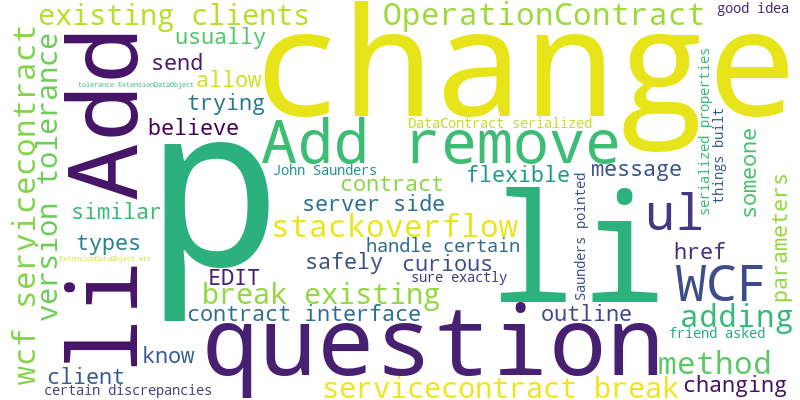 existing clients
OperationContract
good idea
change
usually
send
allow
tolerance ExtensionDataObject
trying
believe
wcf servicecontract
version tolerance
li Add
Add remove
DataContract serialized
serialized properties
things built
someone
parameters
p
John Saunders
flexible
message
contract
similar
server side
li
Saunders pointed
ul
stackoverflow
types
handle certain
href
ExtensionDataObject etc
EDIT
safely
curious
sure exactly
WCF
break existing
contract interface
outline
adding
question
friend asked
know
method
client
certain discrepancies
servicecontract break
changing